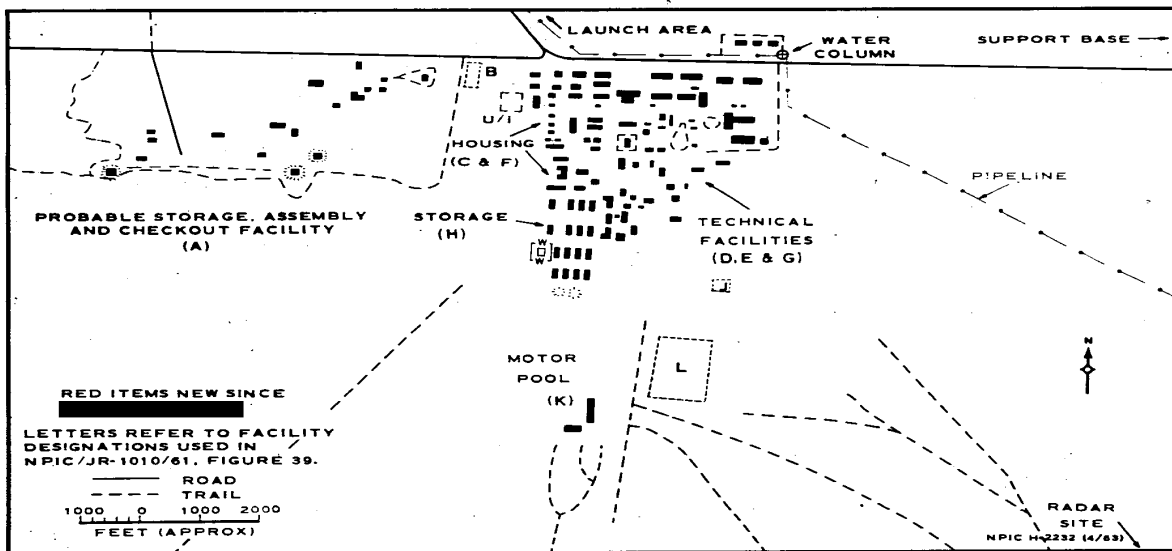 LAUNCH AREA
WATER
COLUMN
SUPPORT BASE
B
U/I
HOUSING
(C & F)
PIPELINE
PROBABLE STORAGE, ASSEMBLY
AND CHECKOUT FACILITY
(A)
STORAGE
(H)
TECHNICAL
FACILITIES
(D,E & G)
W
W
N
MOTOR
POOL
(K)
L
RED ITEMS NEW SINCE
LETTERS REFER TO FACILITY
DESIGNATIONS USED IN
NPIC/JR-1010/61, FIGURE 39.
ROAD
TRAIL
1000 0 1000 2000
FEET (APPROX)
RADAR
SITE
NPIC H-2232 (4/63)